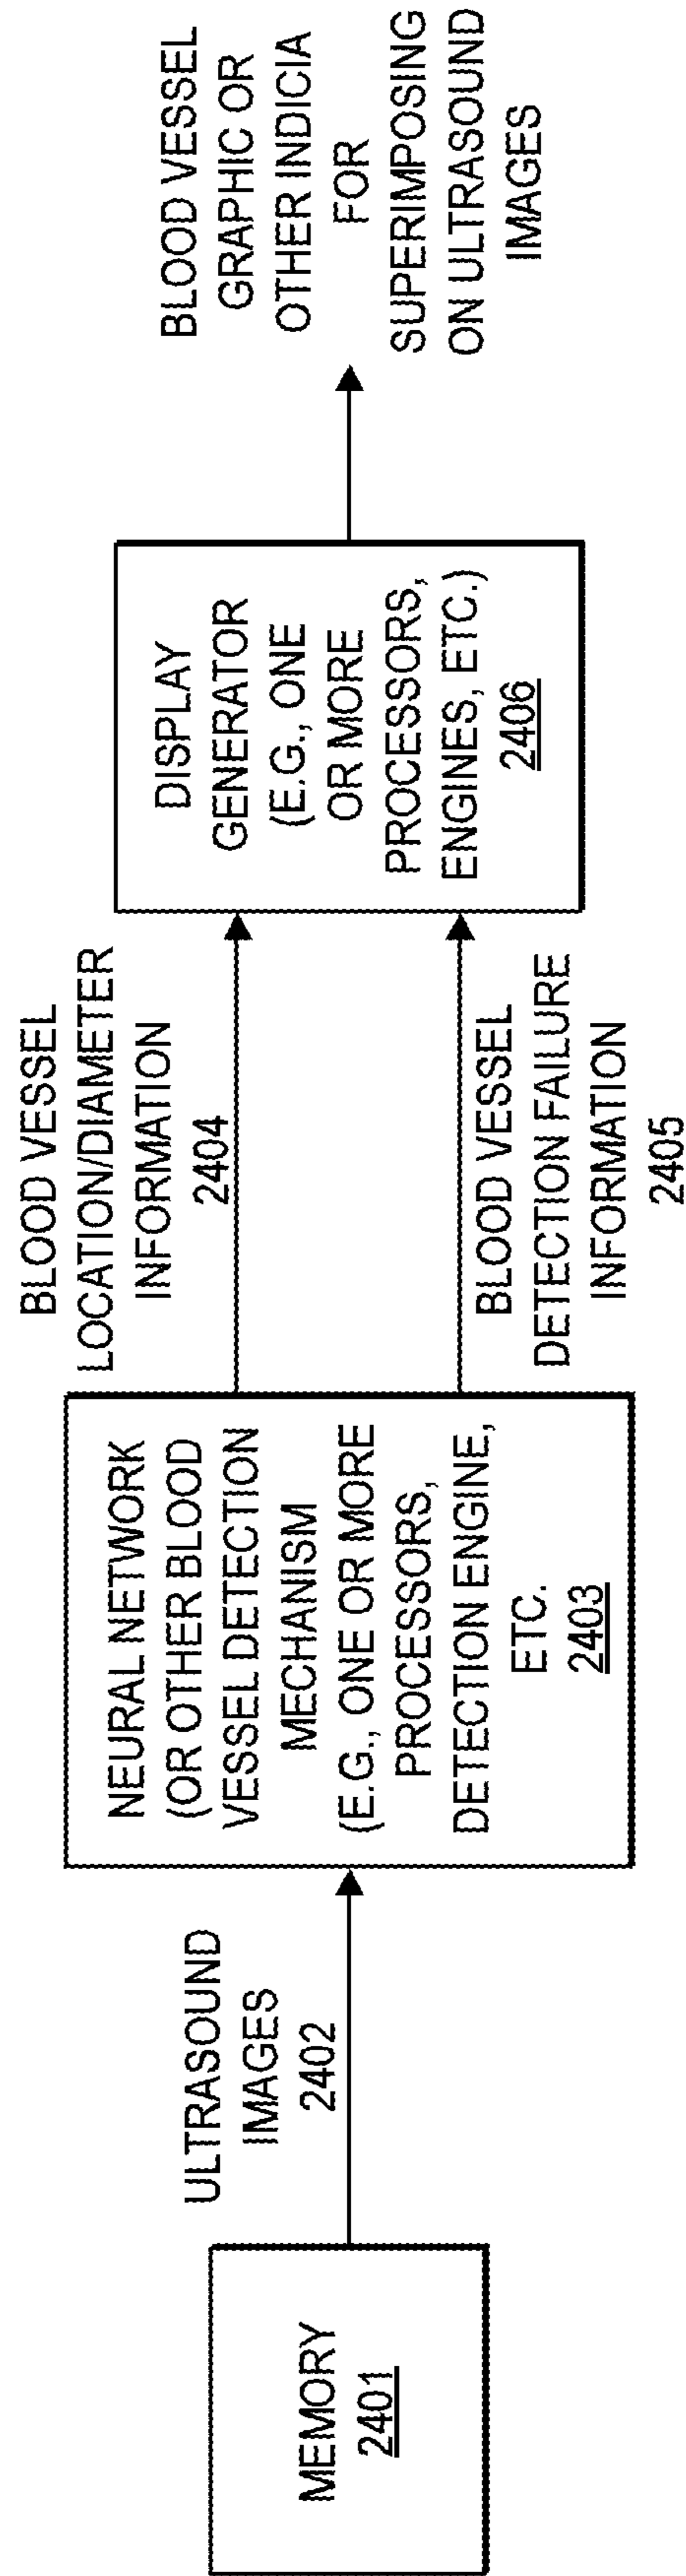 MEMORY
2401
ULTRASOUND
IMAGES
2402
NEURAL NETWORK
(OR OTHER BLOOD
VESSEL DETECTION
MECHANISM
(E.G., ONE OR MORE
PROCESSORS,
DETECTION ENGINE,
ETC.
2403
BLOOD VESSEL
LOCATION/DIAMETER
INFORMATION
2404
BLOOD VESSEL
DETECTION FAILURE
INFORMATION
2405
DISPLAY
GENERATOR
(E.G., ONE
OR MORE
PROCESSORS,
ENGINES, ETC.)
2406
BLOOD VESSEL
GRAPHIC OR
OTHER INDICIA
FOR
SUPERIMPOSING
ON ULTRASOUND
IMAGES